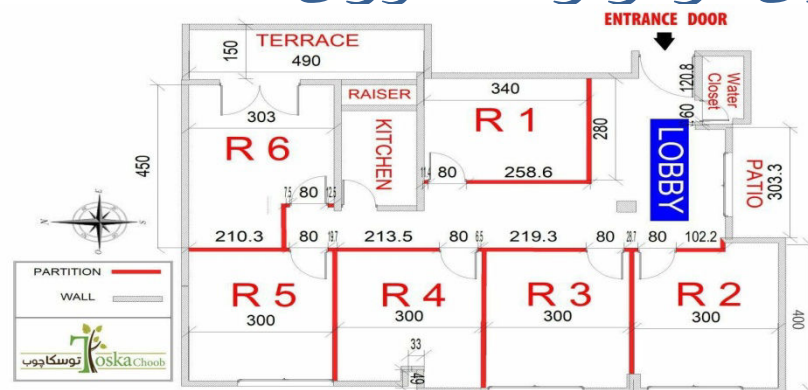 ENTRANCE DOOR
TERRACE
490
150
RAISER
KITCHEN
340
R 1
280
120.8
Water
Closet
60
LOBBY
PATIO
303.3
303
R 6
450
11.4 80 258.6
7.5 80 12.5
210.3 80 19.7 213.5 80 6.5 219.3 80 28.7 80 102.2
R 5
300
R 4
300
R 3
300
R 2
300
400
33
49
N
PARTITION
WALL
توسکاچوب Toska Choob